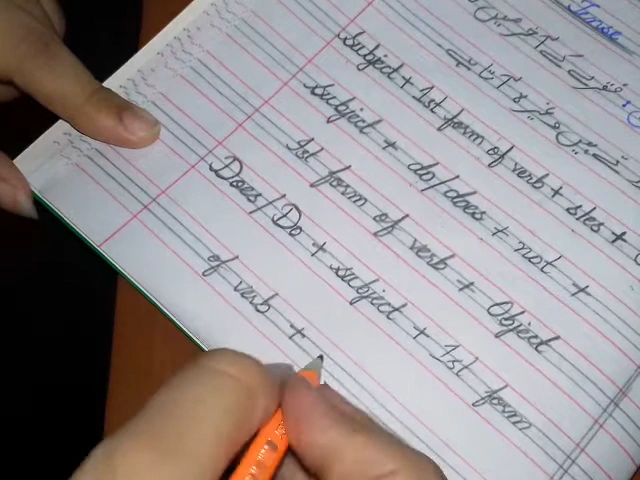 Tense
Subject + 1st form of verb + s/es +
Subject + do/does + not +
1st form of verb + Object
Does/Do + subject + 1st form
of verb +